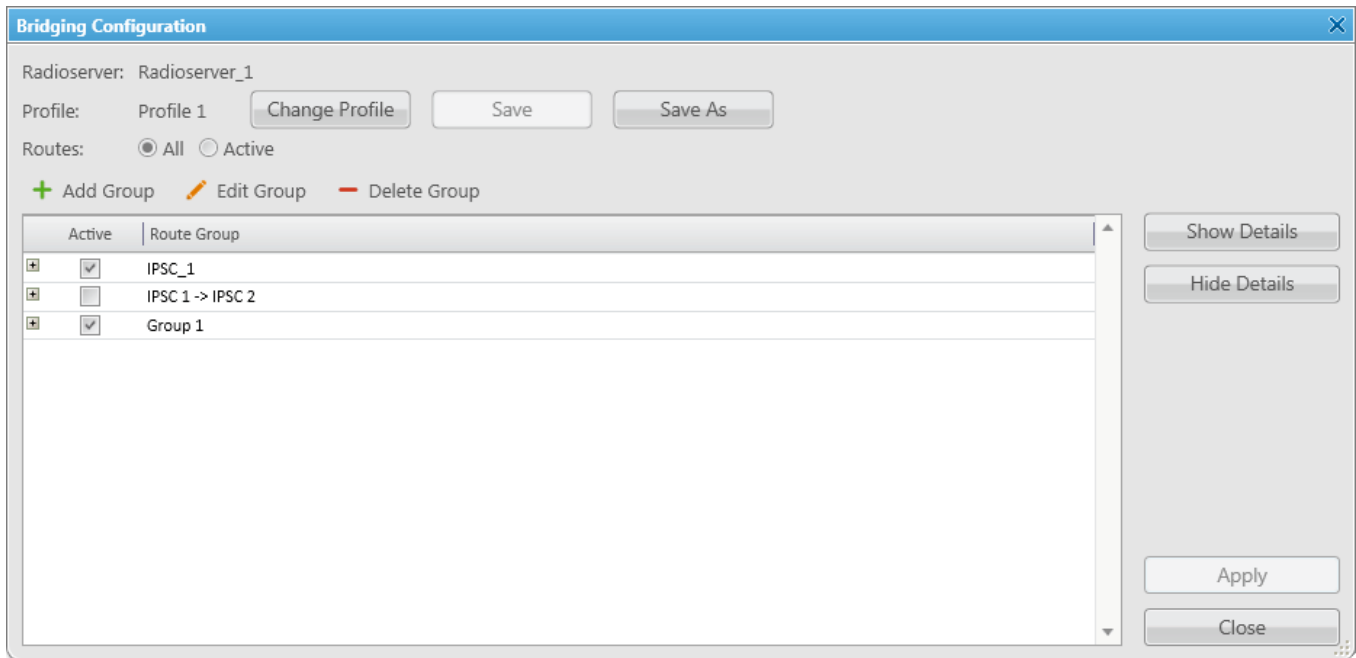 Bridging Configuration
Radioserver: Radioserver_1
Profile: Profile 1 Change Profile Save Save As
Routes: All Active
Add Group Edit Group Delete Group
Active Route Group Show Details
IPSC_1
Hide Details
IPSC 1 -> IPSC 2
Group 1
Apply
Close